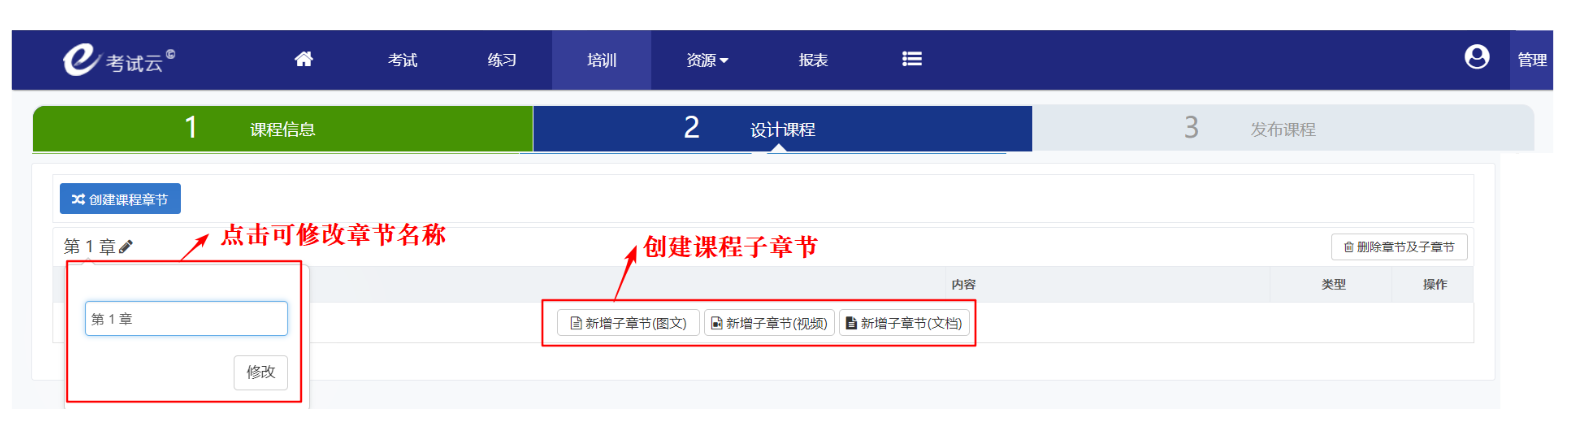 考试云©
考试 练习 培训 资源 报表 管理
1 课程信息 2 设计课程 3 发布课程
创建课程章节
点击可修改章节名称
第 1 章
创建课程子章节
删除章节及子章节
内容 类型 操作
第 1 章
新增子章节(图文) 新增子章节(视频) 新增子章节(文档)
修改